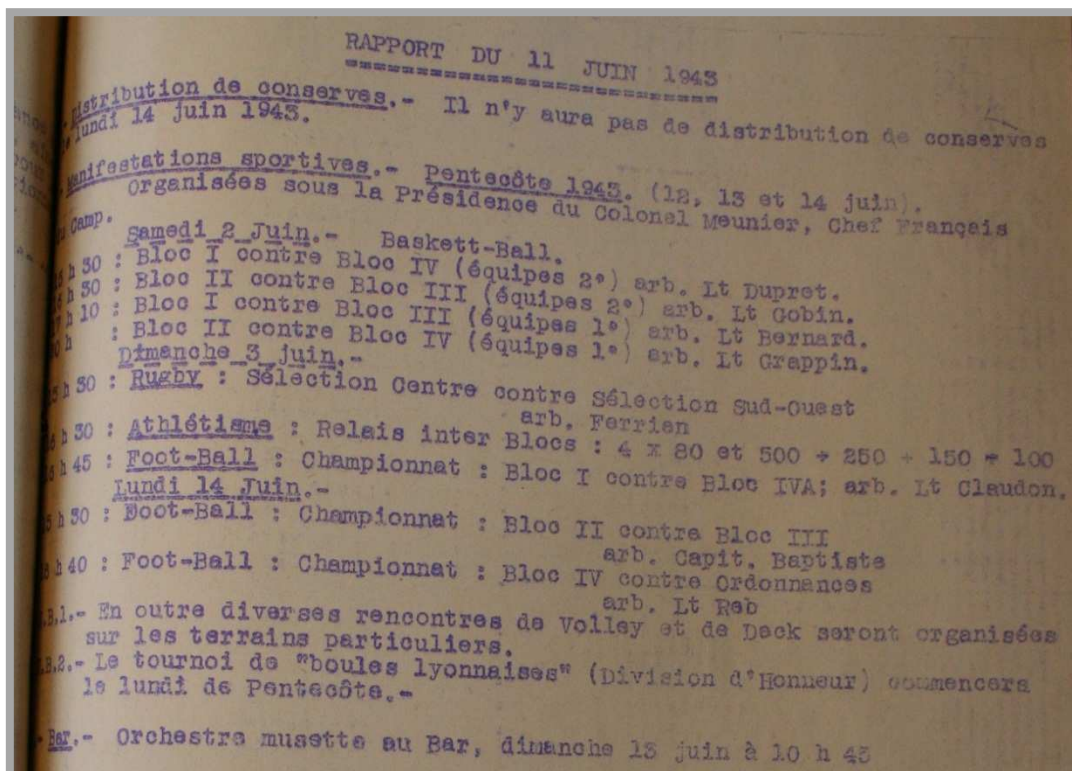 RAPPORT DU 11 JUIN 1943
Distribution de conserves.- Il n'y aura pas de distribution de conserves
lundi 14 juin 1943.
Manifestations sportives.- Pentecôte 1943. (12, 13 et 14 juin).
Organisées sous la Présidence du Colonel Meunier, Chef Français
du Camp.
Samedi 2 Juin.- Baskett-Ball.
h 30 : Bloc I contre Bloc IV (équipes 2°) arb. Lt Dupret.
h 30 : Bloc II contre Bloc III (équipes 2°) arb. Lt Gobin.
h 10 : Bloc I contre Bloc III (équipes 1°) arb. Lt Bernard.
h : Bloc II contre Bloc IV (équipes 1°) arb. Lt Grappin.
Dimanche 3 juin.-
h 30 : Rugby : Sélection Centre contre Sélection Sud-Ouest
arb. Ferrien
h 30 : Athlétisme : Relais inter Blocs : 4 X 80 et 500 + 250 + 150 + 100
h 45 : Foot-Ball : Championnat : Bloc I contre Bloc IVA; arb. Lt Claudon.
Lundi 14 Juin.-
h 30 : Foot-Ball : Championnat : Bloc II contre Bloc III
arb. Capit. Baptiste
h 40 : Foot-Ball : Championnat : Bloc IV contre Ordonnances
arb. Lt Reb
.B.1.- En outre diverses rencontres de Volley et de Deck seront organisées
sur les terrains particuliers.
.B.2.- Le tournoi de "boules lyonnaises" (Division d'Honneur) commencera
le lundi de Pentecôte.-
- Bar.- Orchestre musette au Bar, dimanche 13 juin à 10 h 45